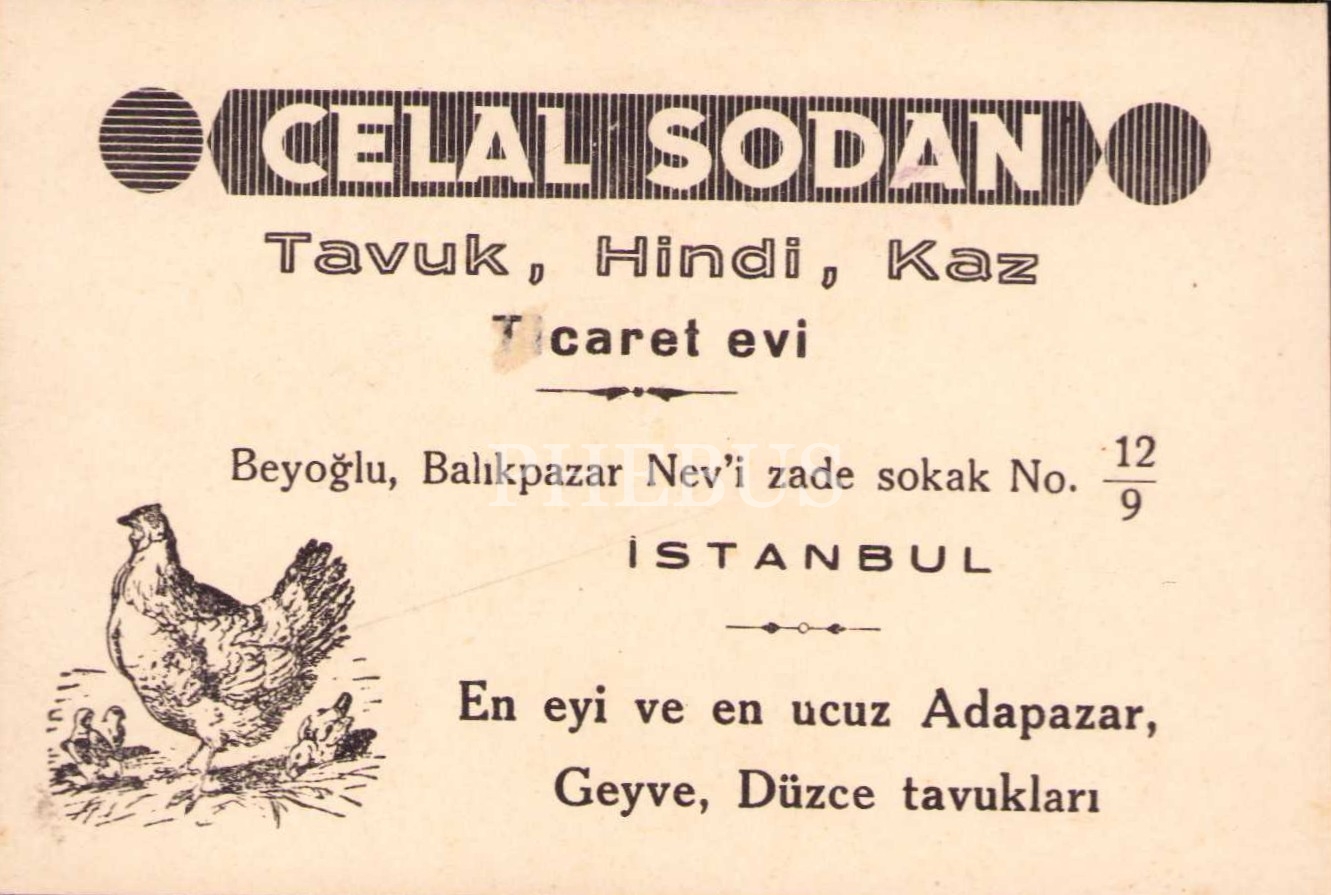 CELAL SODAN
Tavuk, Hindi, Kaz
Ticaret evi
Beyoğlu, Balıkpazar Nev'i zade sokak No. 12/9
PHEBUS
İSTANBUL
En eyi ve en ucuz Adapazar,
Geyve, Düzce tavukları